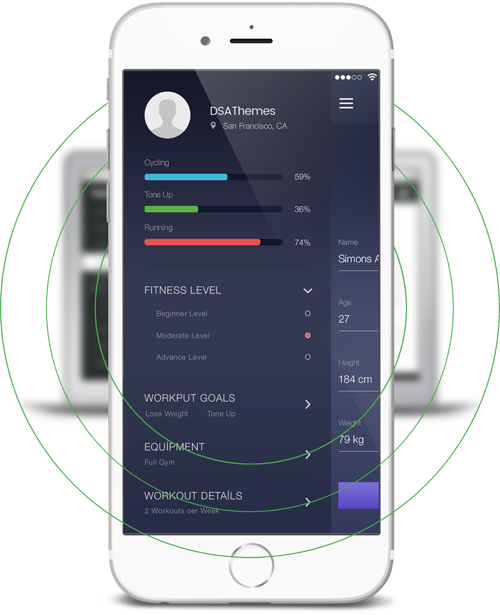 DSAThemes
San Francisco, CA
Cycling
59%
Tone Up
36%
Running
74%
FITNESS LEVEL
Beginner Level
Moderate Level
Advance Level
WORKPUT GOALS
Lose Weight Tone Up
EQUIPMENT
Full Gym
WORKOUT DETAILS
2 Workouts oer Week
Name
Simons A
Age
27
Height
184 cm
Weight
79 kg